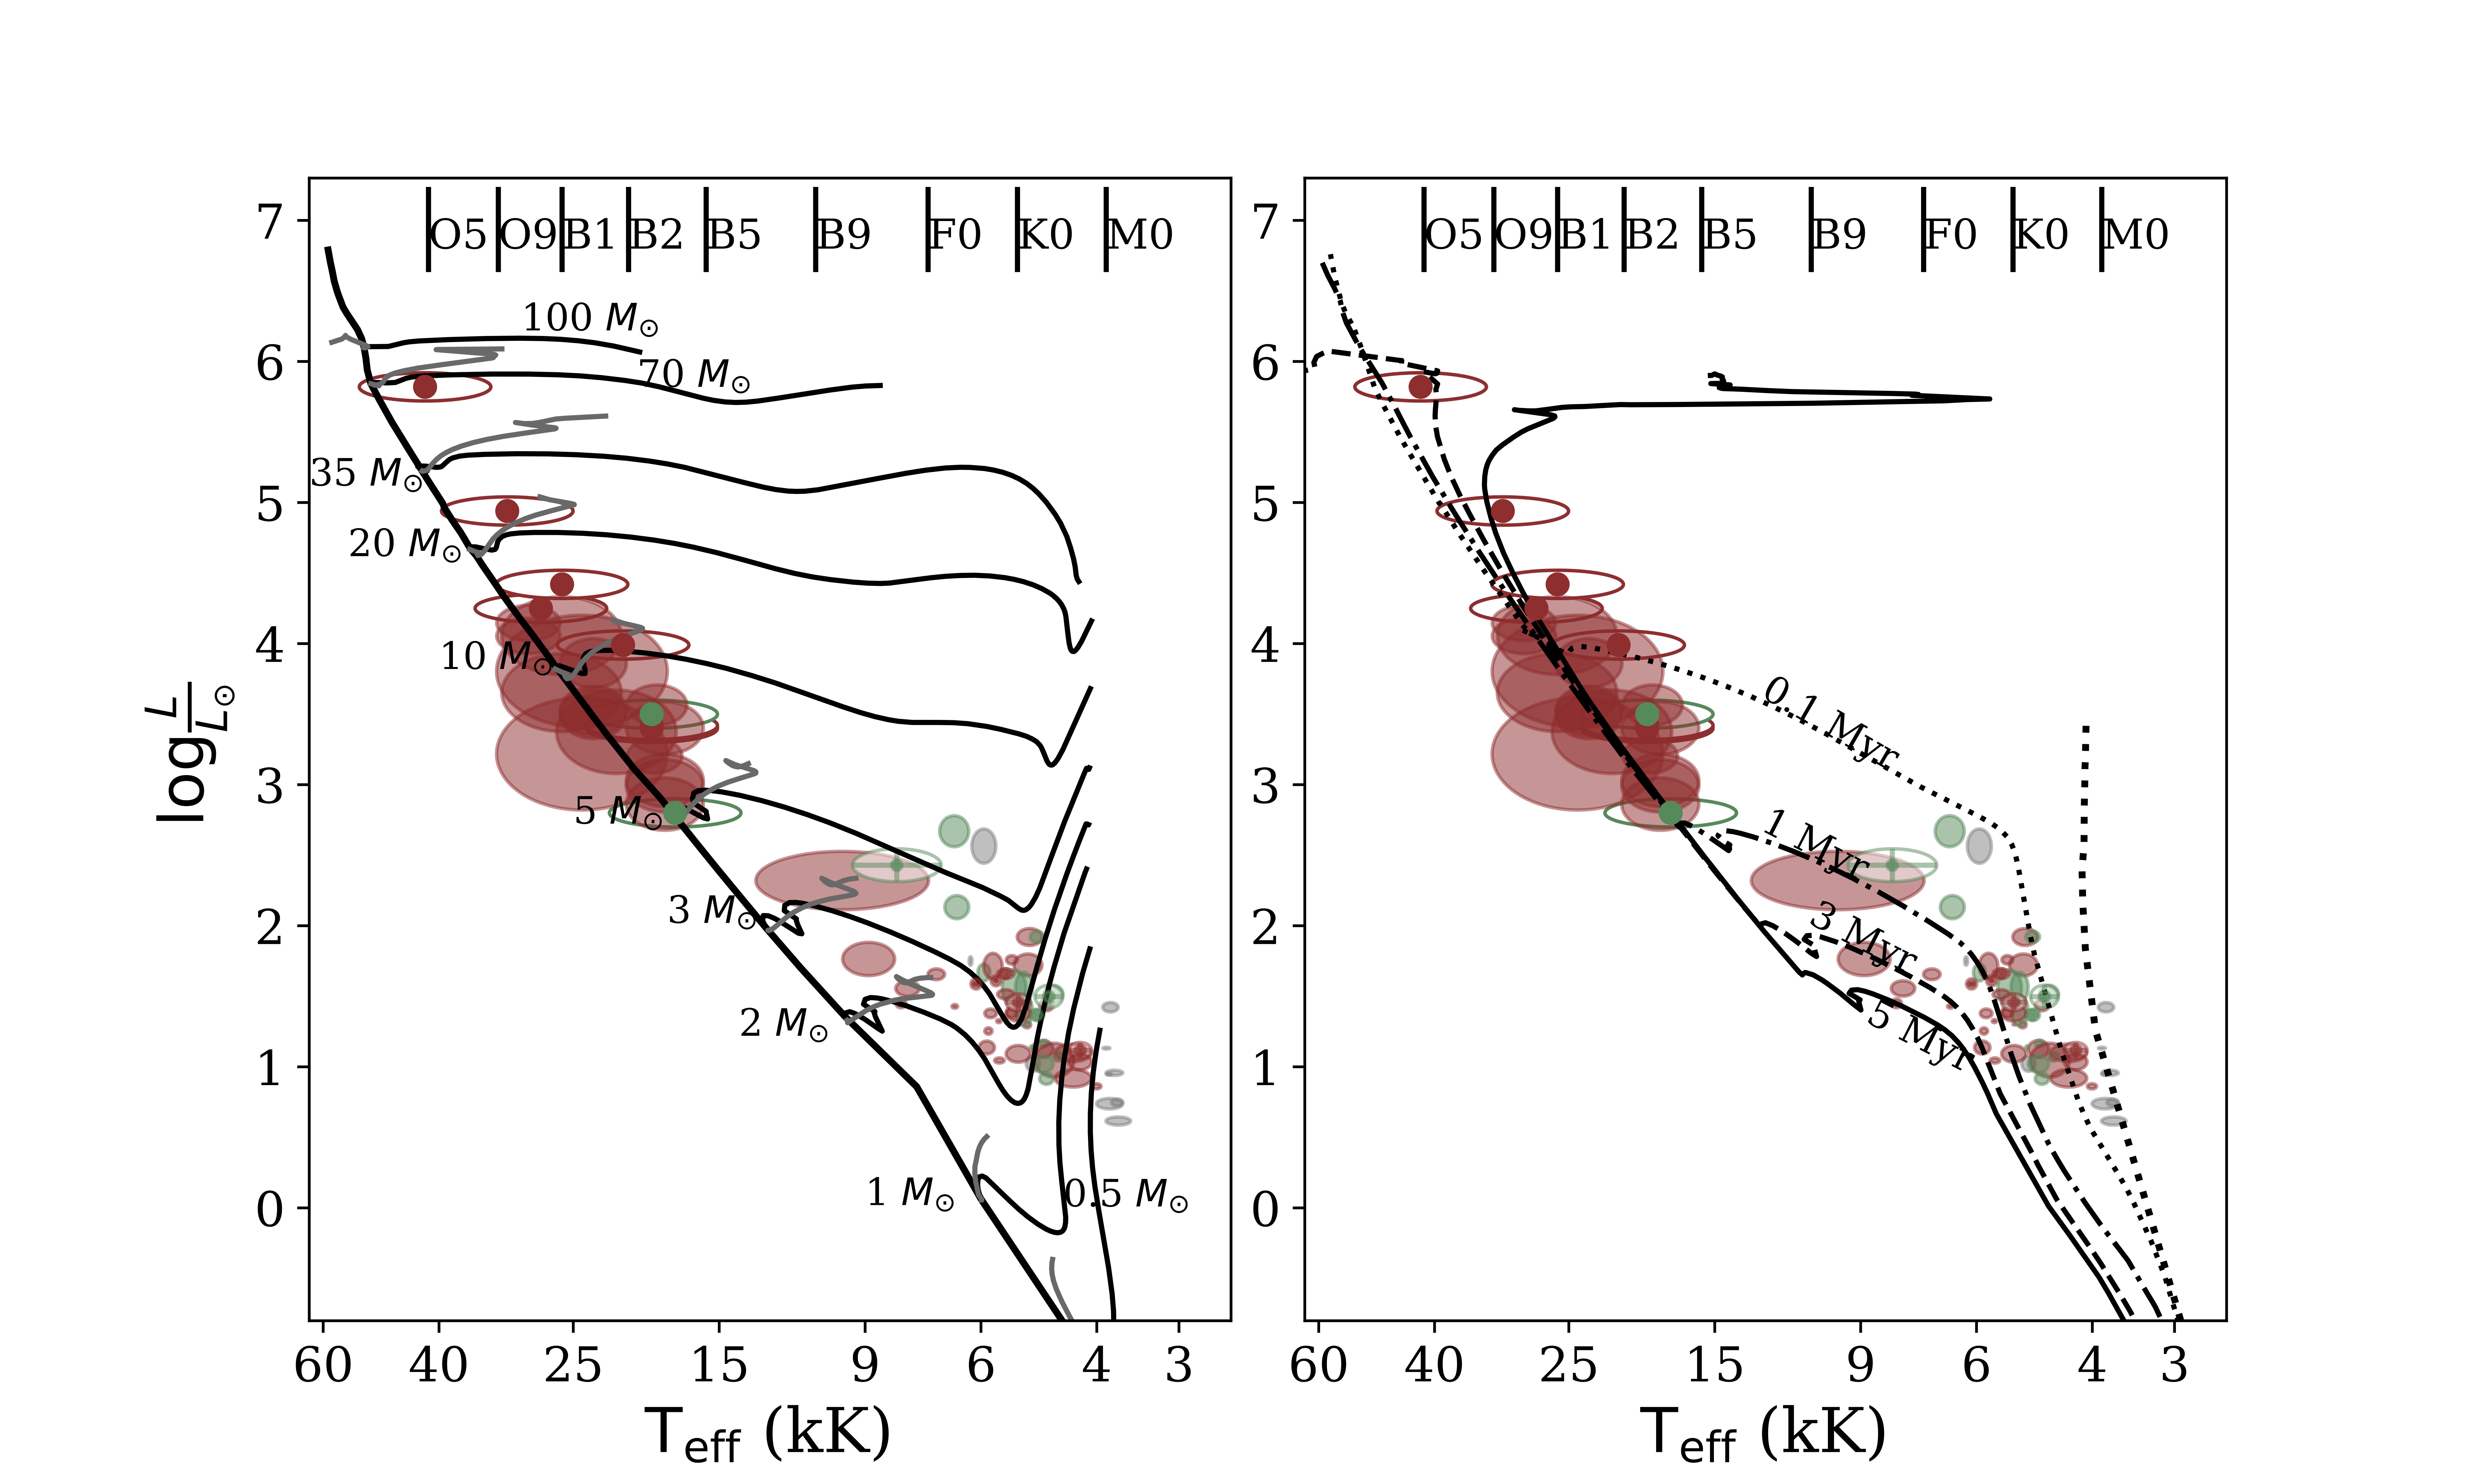 O5 O9 B1 B2 B5 B9 F0 K0 M0
100 M⊙
70 M⊙
35 M⊙
20 M⊙
10 M⊙
5 M⊙
3 M⊙
2 M⊙
1 M⊙
0.5 M⊙
7
6
5
4
3
2
1
0
log L/L⊙
60 40 25 15 9 6 4 3
T_eff (kK)
O5 O9 B1 B2 B5 B9 F0 K0 M0
0.1 Myr
1 Myr
3 Myr
5 Myr
7
6
5
4
3
2
1
0
60 40 25 15 9 6 4 3
T_eff (kK)